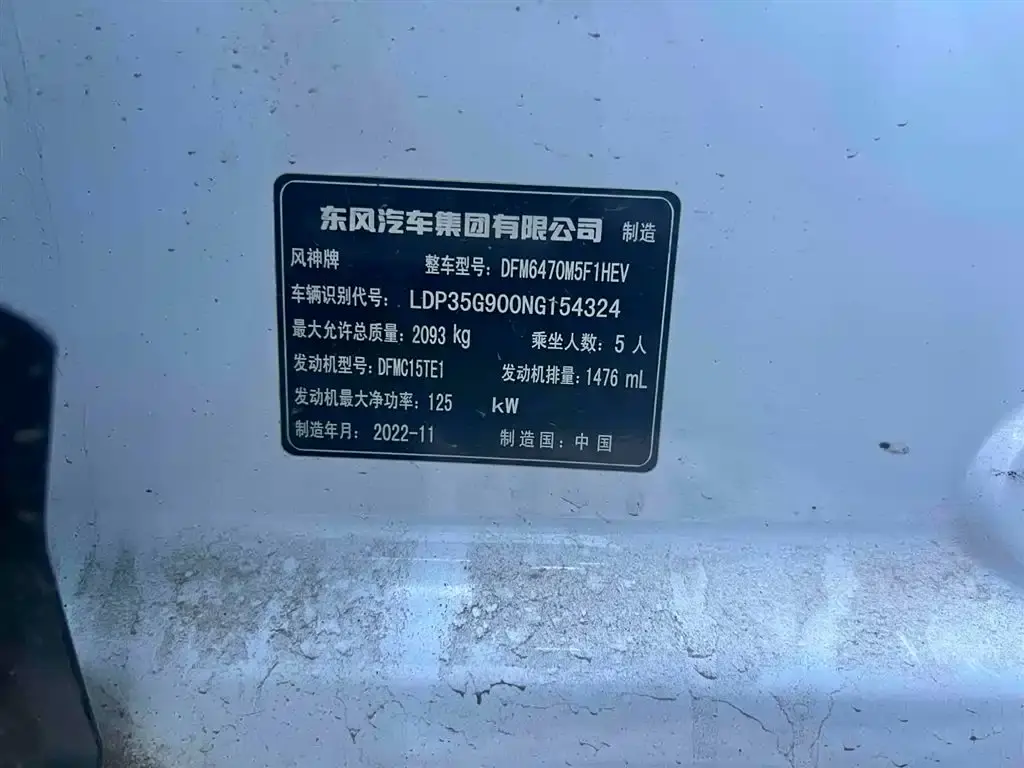 东风汽车集团有限公司 制造
风神牌 整车型号：DFM6470M5F1HEV
车辆识别代号： LDP35G900NG154324
最大允许总质量：2093 kg 乘坐人数：5 人
发动机型号：DFMC15TE1 发动机排量：1476 mL
发动机最大净功率：125 kW
制造年月： 2022-11 制造国：中国